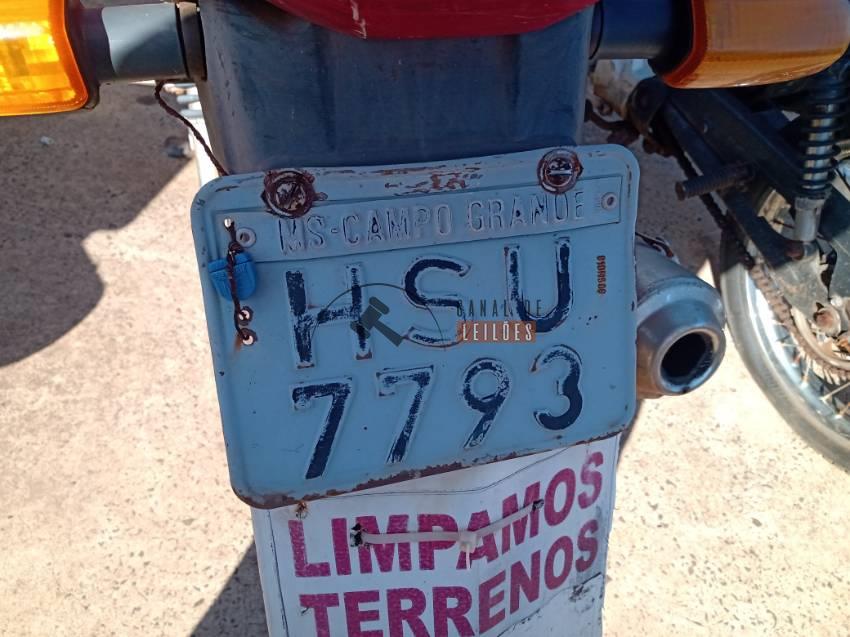 MS-CAMPO GRANDE
HSU
7793
CANAL DE
LEILÕES
LIMPAMOS
TERRENOS